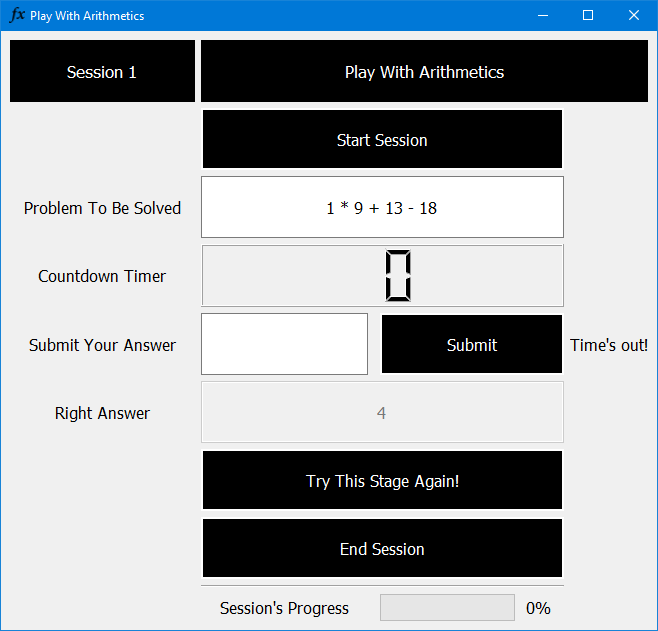 fx Play With Arithmetics
Session 1
Play With Arithmetics
Start Session
Problem To Be Solved
1 * 9 + 13 - 18
Countdown Timer
0
Submit Your Answer
Submit
Time's out!
Right Answer
4
Try This Stage Again!
End Session
Session's Progress
0%